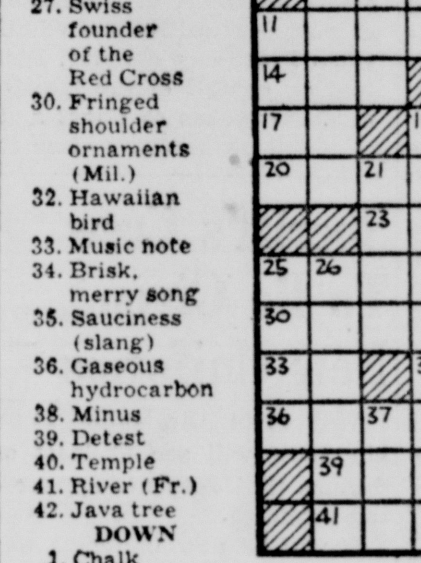 27. Swiss
founder
of the
Red Cross
30. Fringed
shoulder
ornaments
(Mil.)
32. Hawaiian
bird
33. Music note
34. Brisk,
merry song
35. Sauciness
(slang)
36. Gaseous
hydrocarbon
38. Minus
39. Detest
40. Temple
41. River (Fr.)
42. Java tree
DOWN
1. Chalk
11
14
17
20 21
23
25 26
30
33
36 37
39
41